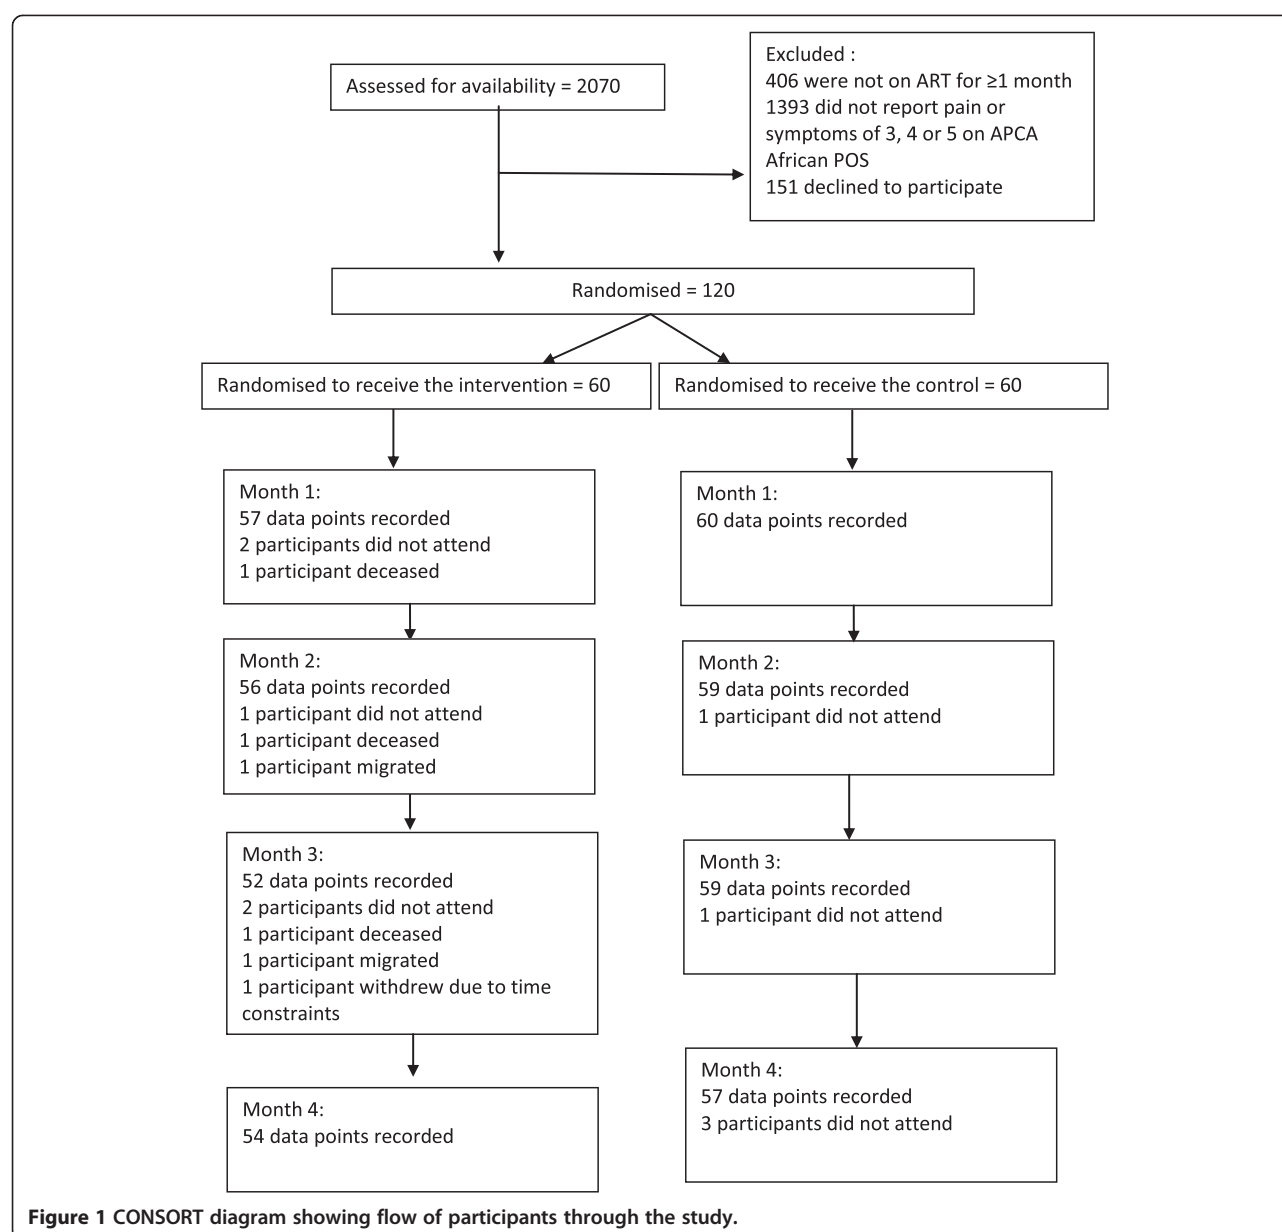 Assessed for availability = 2070
Excluded :
406 were not on ART for ≥1 month
1393 did not report pain or
symptoms of 3, 4 or 5 on APCA
African POS
151 declined to participate
Randomised = 120
Randomised to receive the intervention = 60
Randomised to receive the control = 60
Month 1:
57 data points recorded
2 participants did not attend
1 participant deceased
Month 1:
60 data points recorded
Month 2:
56 data points recorded
1 participant did not attend
1 participant deceased
1 participant migrated
Month 2:
59 data points recorded
1 participant did not attend
Month 3:
52 data points recorded
2 participants did not attend
1 participant deceased
1 participant migrated
1 participant withdrew due to time
constraints
Month 3:
59 data points recorded
1 participant did not attend
Month 4:
54 data points recorded
Month 4:
57 data points recorded
3 participants did not attend
Figure 1 CONSORT diagram showing flow of participants through the study.